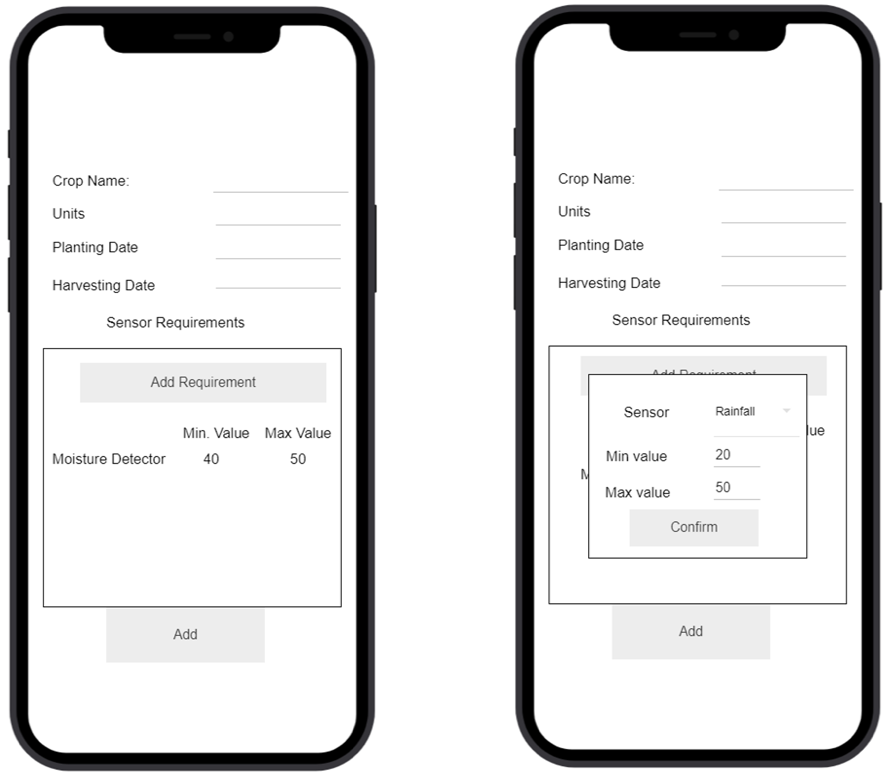 Crop Name:
Units
Planting Date
Harvesting Date
Sensor Requirements
Add Requirement
Min. Value Max Value
Moisture Detector 40 50
Add
Crop Name:
Units
Planting Date
Harvesting Date
Sensor Requirements
Add Requirement
Sensor Rainfall
lue
Min value 20
M
Max value 50
Confirm
Add